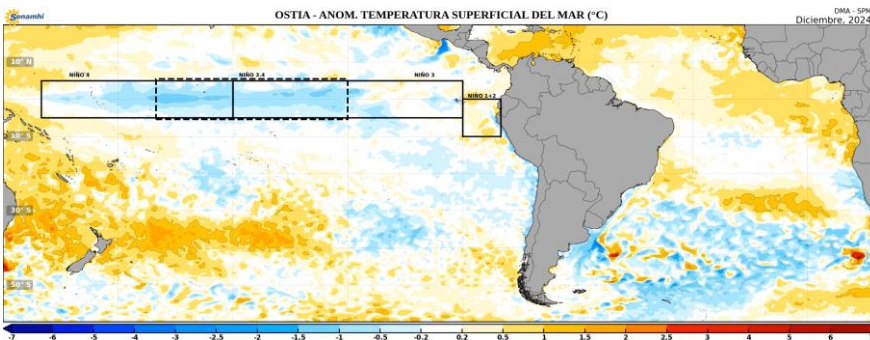 Senamhi
OSTIA - ANOM. TEMPERATURA SUPERFICIAL DEL MAR (°C)
DMA - SPM
Diciembre, 2024
10° N
NIÑO 3.4
NIÑO 3
NIÑO 1+2
10° S
30° S
50° S
-7 -6 -5 -4 -3 -2.5 -2 -1.5 -1 -0.5 -0.2 0.2 0.5 1 1.5 2 2.5 3 4 5 6